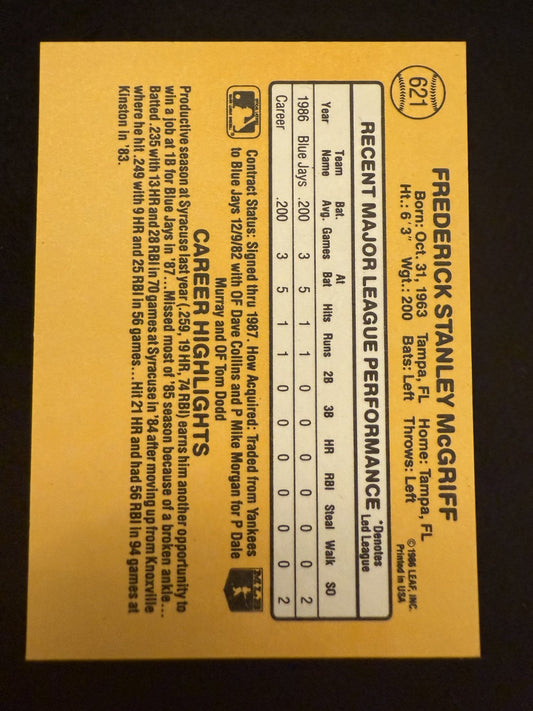 621
FREDERICK STANLEY McGRIFF
Born: Oct. 31, 1963 Tampa, FL Home: Tampa, FL
Ht.: 6'3" Wgt.: 200 Bats: Left Throws: Left
©1986 LEAF, INC.
Printed in USA
RECENT MAJOR LEAGUE PERFORMANCE *Denotes Led League
Year Team Name Bat. Avg. Games At Bat Hits Runs 2B 3B HR RBI Steal Walk SO
1986 Blue Jays .200 3 5 1 1 0 0 0 0 0 0 2
Career .200 3 5 1 1 0 0 0 0 0 0 2
Contract Status: Signed thru 1987. How Acquired: Traded from Yankees
to Blue Jays 12/9/82 with OF Dave Collins and P Mike Morgan for P Dale
Murray and OF Tom Dodd
MLB
CAREER HIGHLIGHTS
Productive season at Syracuse last year (.259, 19 HR, 74 RBI) earns him another opportunity to
win a job at 1B for Blue Jays in '87 ... Missed most of '85 season because of a broken ankle...
Batted .235 with 13 HR and 28 RBI in 70 games at Syracuse in '84 after moving up from Knoxville
where he hit .249 with 9 HR and 25 RBI in 56 games... Hit 21 HR and had 56 RBI in 94 games at
Kinston in '83.